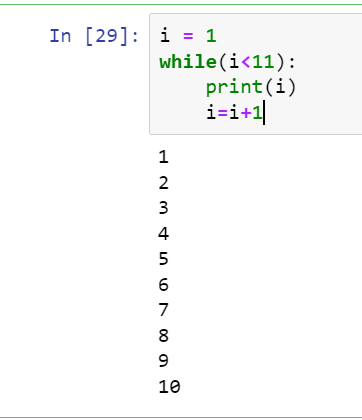 In [29]: i = 1
while(i<11):
    print(i)
    i=i+1
1
2
3
4
5
6
7
8
9
10